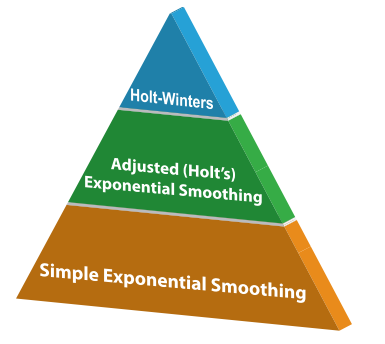 Holt-Winters
Adjusted (Holt's)
Exponential Smoothing
Simple Exponential Smoothing